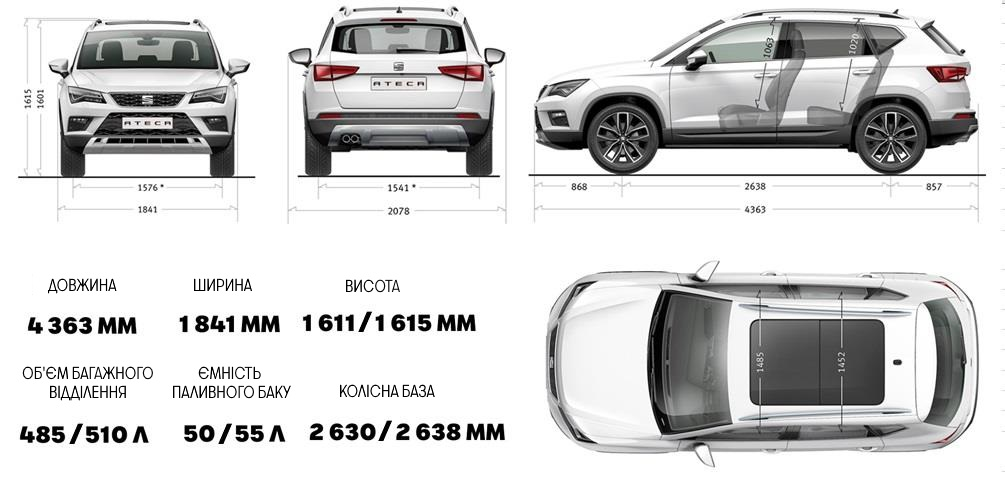 1615
1601
ATECA
1576 *
1841
ATECA
1541 *
2078
1063
1020
868
2638
857
4363
ДОВЖИНА
4 363 ММ
ШИРИНА
1 841 ММ
ВИСОТА
1 611 / 1 615 ММ
ОБ'ЄМ БАГАЖНОГО
ВІДДІЛЕННЯ
485 / 510 Л
ЄМНІСТЬ
ПАЛИВНОГО БАКУ
50 / 55 Л
КОЛІСНА БАЗА
2 630 / 2 638 ММ
1485
1452